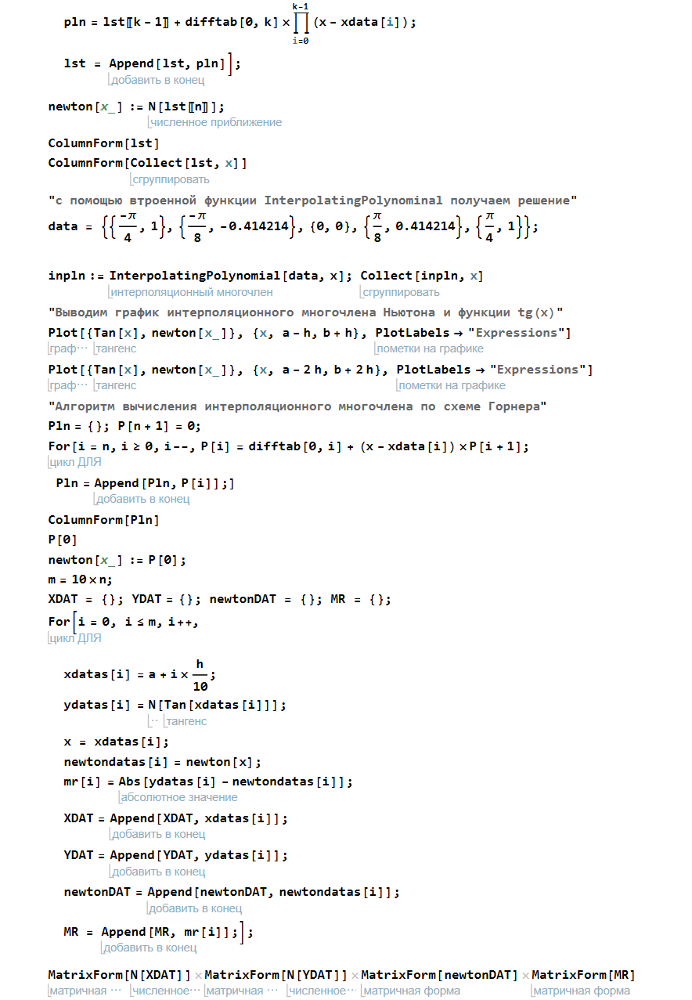 k-1
pln = lst⟦k - 1⟧ + difftab[0, k] × ∏ (x - xdata[i]);
i=0
lst = Append[lst, pln]];
добавить в конец
newton[x_] := N[lst⟦n⟧];
численное приближение
ColumnForm[lst]
ColumnForm[Collect[lst, x]]
сгруппировать
"с помощью втроенной функции InterpolatingPolynominal получаем решение"
data = {{-π/4, 1}, {-π/8, -0.414214}, {0, 0}, {π/8, 0.414214}, {π/4, 1}};
inpln := InterpolatingPolynomial[data, x]; Collect[inpln, x]
интерполяционный многочлен сгруппировать
"Выводим график интерполяционного многочлена Ньютона и функции tg(x)"
Plot[{Tan[x], newton[x_]}, {x, a - h, b + h}, PlotLabels → "Expressions"]
граф⋯ тангенс пометки на графике
Plot[{Tan[x], newton[x_]}, {x, a - 2 h, b + 2 h}, PlotLabels → "Expressions"]
граф⋯ тангенс пометки на графике
"Алгоритм вычисления интерполяционного многочлена по схеме Горнера"
Pln = {}; P[n + 1] = 0;
For[i = n, i ≥ 0, i--, P[i] = difftab[0, i] + (x - xdata[i]) × P[i + 1];
цикл ДЛЯ
Pln = Append[Pln, P[i]];]
добавить в конец
ColumnForm[Pln]
P[0]
newton[x_] := P[0];
m = 10 × n;
XDAT = {}; YDAT = {}; newtonDAT = {}; MR = {};
For[i = 0, i ≤ m, i++,
цикл ДЛЯ
xdatas[i] = a + i × h/10;
ydatas[i] = N[Tan[xdatas[i]]];
⋯ тангенс
x = xdatas[i];
newtondatas[i] = newton[x];
mr[i] = Abs[ydatas[i] - newtondatas[i]];
абсолютное значение
XDAT = Append[XDAT, xdatas[i]];
добавить в конец
YDAT = Append[YDAT, ydatas[i]];
добавить в конец
newtonDAT = Append[newtonDAT, newtondatas[i]];
добавить в конец
MR = Append[MR, mr[i]];];
добавить в конец
MatrixForm[N[XDAT]] × MatrixForm[N[YDAT]] × MatrixForm[newtonDAT] × MatrixForm[MR]
матричная ⋯ численное⋯ матричная ⋯ численное⋯ матричная форма матричная форма